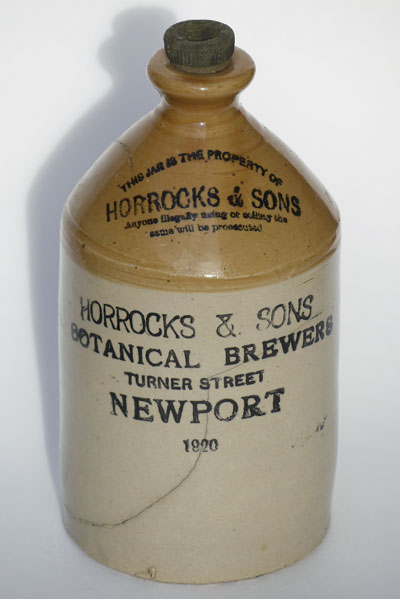 THIS JAR IS THE PROPERTY OF
HORROCKS & SONS
Anyone illegally using or selling the
same will be prosecuted
HORROCKS & SONS
BOTANICAL BREWERS
TURNER STREET
NEWPORT
1920